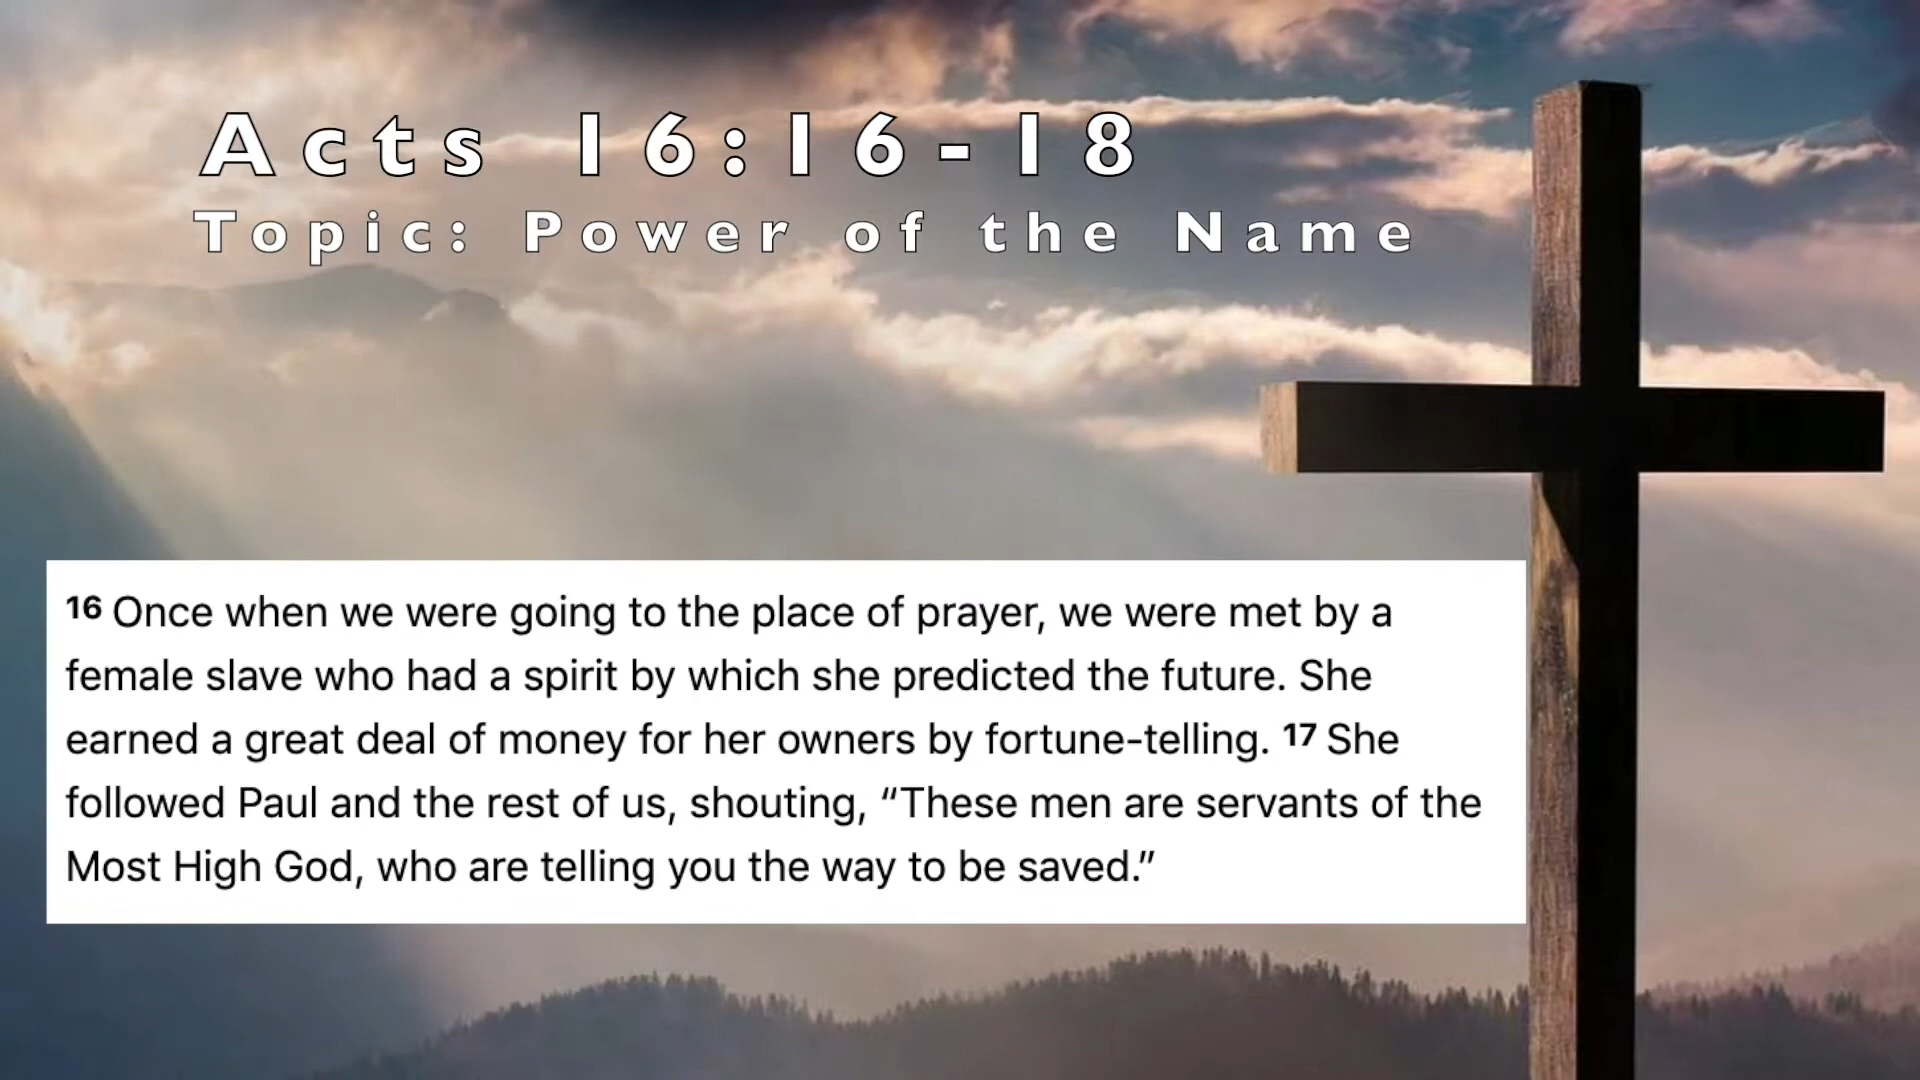 Acts 16:16-18
Topic: Power of the Name
16 Once when we were going to the place of prayer, we were met by a
female slave who had a spirit by which she predicted the future. She
earned a great deal of money for her owners by fortune-telling. 17 She
followed Paul and the rest of us, shouting, “These men are servants of the
Most High God, who are telling you the way to be saved.”